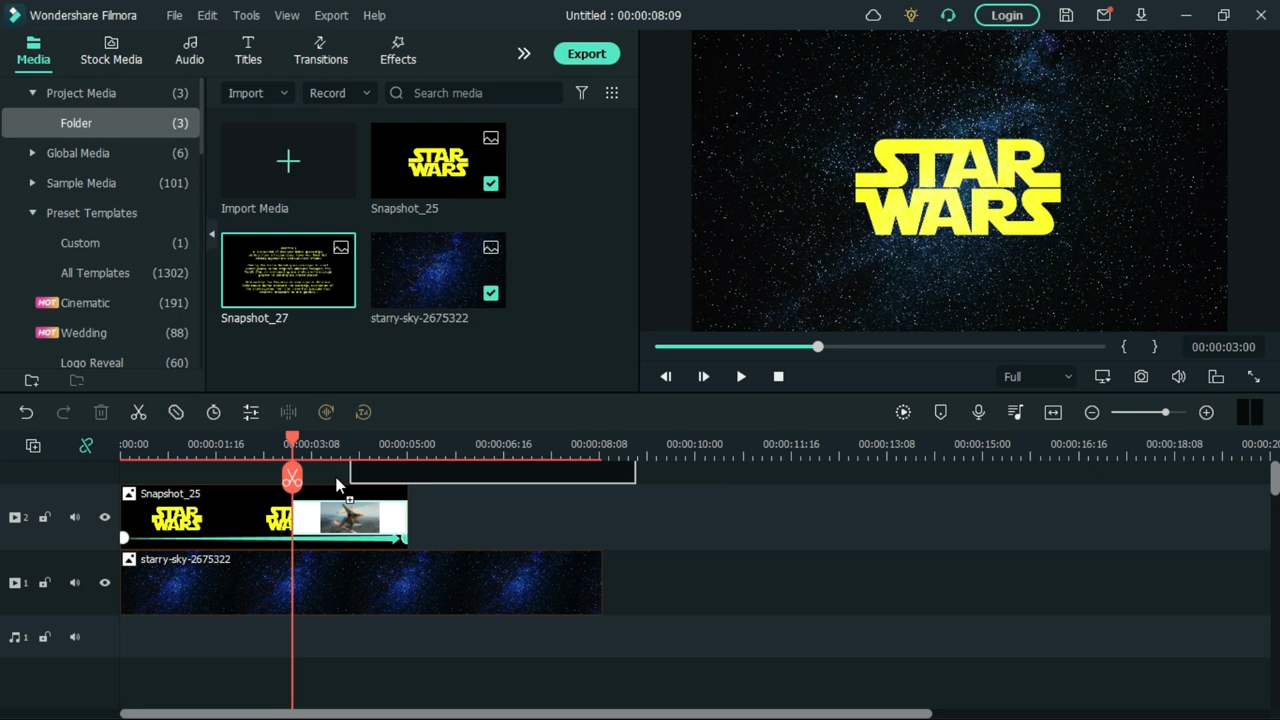 Wondershare Filmora
File
Edit
Tools
View
Export
Help
Untitled : 00:00:08:09
Login
Media
Stock Media
Audio
Titles
Transitions
Effects
Export
Project Media (3)
Folder (3)
Global Media (6)
Sample Media (101)
Preset Templates
Custom (1)
All Templates (1302)
HOT Cinematic (191)
HOT Wedding (88)
Logo Reveal (60)
Import
Record
Search media
STAR
WARS
Import Media
Snapshot_25
Snapshot_27
starry-sky-2675322
STAR
WARS
00:00:03:00
Full
:00:00
00:00:01:16
00:00:03:08
00:00:05:00
00:00:06:16
00:00:08:08
00:00:10:00
00:00:11:16
00:00:13:08
00:00:15:00
00:00:16:16
00:00:18:08
00:00:20
Snapshot_25
STAR
WARS
2
starry-sky-2675322
1
1